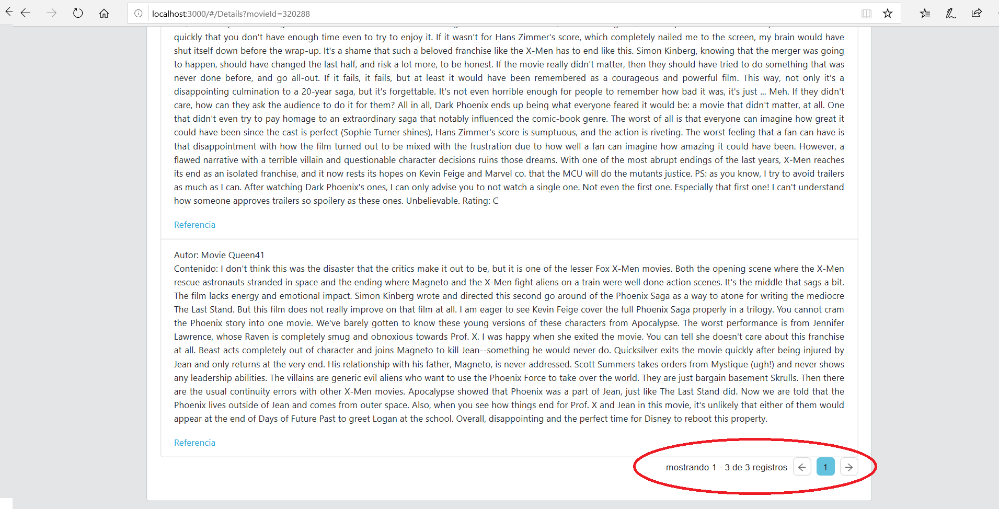 localhost:3000/#/Details?movieId=320288
quickly that you don't have enough time even to try to enjoy it. If it wasn't for Hans Zimmer's score, which completely nailed me to the screen, my brain would have
shut itself down before the wrap-up. It's a shame that such a beloved franchise like the X-Men has to end like this. Simon Kinberg, knowing that the merger was going
to happen, should have changed the last half, and risk a lot more, to be honest. If the movie really didn't matter, then they should have tried to do something that was
never done before, and go all-out. If it fails, it fails, but at least it would have been remembered as a courageous and powerful film. This way, not only it's a
disappointing culmination to a 20-year saga, but it's forgettable. It's not even horrible enough for people to remember how bad it was, it's just ... Meh. If they didn't
care, how can they ask the audience to do it for them? All in all, Dark Phoenix ends up being what everyone feared it would be: a movie that didn't matter, at all. One
that didn't even try to pay homage to an extraordinary saga that notably influenced the comic-book genre. The worst of all is that everyone can imagine how great it
could have been since the cast is perfect (Sophie Turner shines), Hans Zimmer's score is sumptuous, and the action is riveting. The worst feeling that a fan can have is
that disappointment with how the film turned out to be mixed with the frustration due to how well a fan can imagine how amazing it could have been. However, a
flawed narrative with a terrible villain and questionable character decisions ruins those dreams. With one of the most abrupt endings of the last years, X-Men reaches
its end as an isolated franchise, and it now rests its hopes on Kevin Feige and Marvel co. that the MCU will do the mutants justice. PS: as you know, I try to avoid trailers
as much as I can. After watching Dark Phoenix's ones, I can only advise you to not watch a single one. Not even the first one. Especially that first one! I can't understand
how someone approves trailers so spoilery as these ones. Unbelievable. Rating: C
Referencia
Autor: Movie Queen41
Contenido: I don't think this was the disaster that the critics make it out to be, but it is one of the lesser Fox X-Men movies. Both the opening scene where the X-Men
rescue astronauts stranded in space and the ending where Magneto and the X-Men fight aliens on a train were well done action scenes. It's the middle that sags a bit.
The film lacks energy and emotional impact. Simon Kinberg wrote and directed this second go around of the Phoenix Saga as a way to atone for writing the mediocre
The Last Stand. But this film does not really improve on that film at all. I am eager to see Kevin Feige cover the full Phoenix Saga properly in a trilogy. You cannot cram
the Phoenix story into one movie. We've barely gotten to know these young versions of these characters from Apocalypse. The worst performance is from Jennifer
Lawrence, whose Raven is completely smug and obnoxious towards Prof. X. I was happy when she exited the movie. You can tell she doesn't care about this franchise
at all. Beast acts completely out of character and joins Magneto to kill Jean--something he would never do. Quicksilver exits the movie quickly after being injured by
Jean and only returns at the very end. His relationship with his father, Magneto, is never addressed. Scott Summers takes orders from Mystique (ugh!) and never shows
any leadership abilities. The villains are generic evil aliens who want to use the Phoenix Force to take over the world. They are just bargain basement Skrulls. Then there
are the usual continuity errors with other X-Men movies. Apocalypse showed that Phoenix was a part of Jean, just like The Last Stand did. Now we are told that the
Phoenix lives outside of Jean and comes from outer space. Also, when you see how things end for Prof. X and Jean in this movie, it's unlikely that either of them would
appear at the end of Days of Future Past to greet Logan at the school. Overall, disappointing and the perfect time for Disney to reboot this property.
Referencia
mostrando 1 - 3 de 3 registros 1